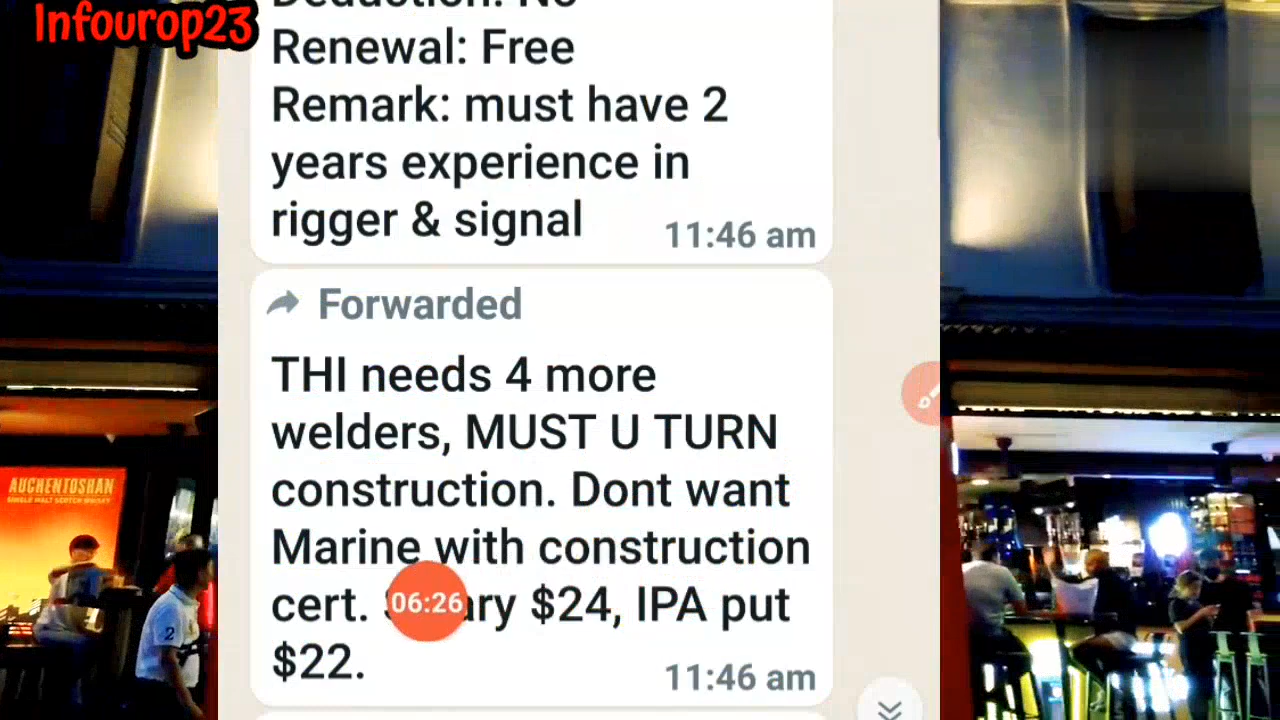 Infourop23
Renewal: Free
Remark: must have 2
years experience in
rigger & signal
11:46 am
Forwarded
THI needs 4 more
welders, MUST U TURN
construction. Dont want
Marine with construction
cert. ary $24, IPA put
06:26
$22.
11:46 am
AUCHENTOSHAN
SINGLE MALT SCOTCH WHISKY
2